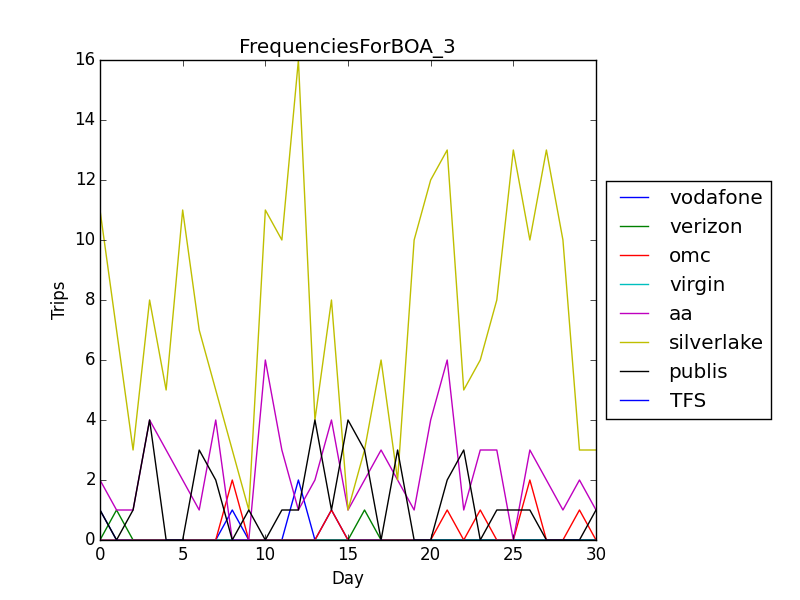 FrequenciesForBOA_3
16
14
12
10
8
6
4
2
0
Trips
0 5 10 15 20 25 30
Day
vodafone
verizon
omc
virgin
aa
silverlake
publis
TFS